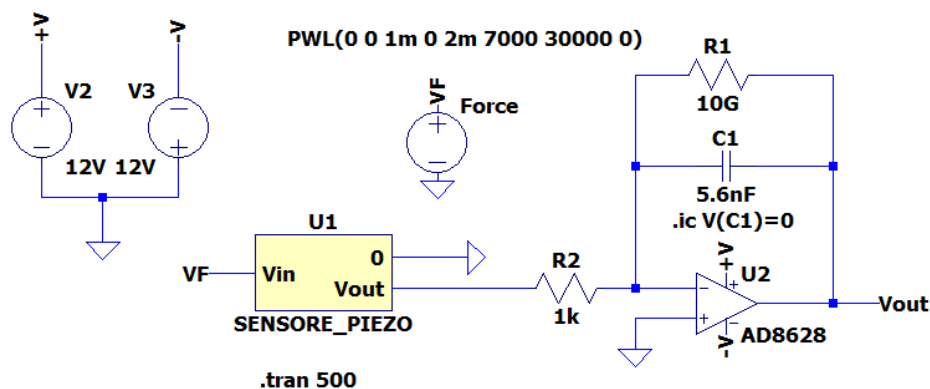 +V
-V
PWL(0 0 1m 0 2m 7000 30000 0)
R1
10G
V2
V3
VF
Force
+
-
-
+
+
-
12V
12V
C1
5.6nF
.ic V(C1)=0
U1
VF
Vin
0
Vout
SENSORE_PIEZO
R2
1k
+V
U2
-
+
+
-
Vout
-V
AD8628
.tran 500